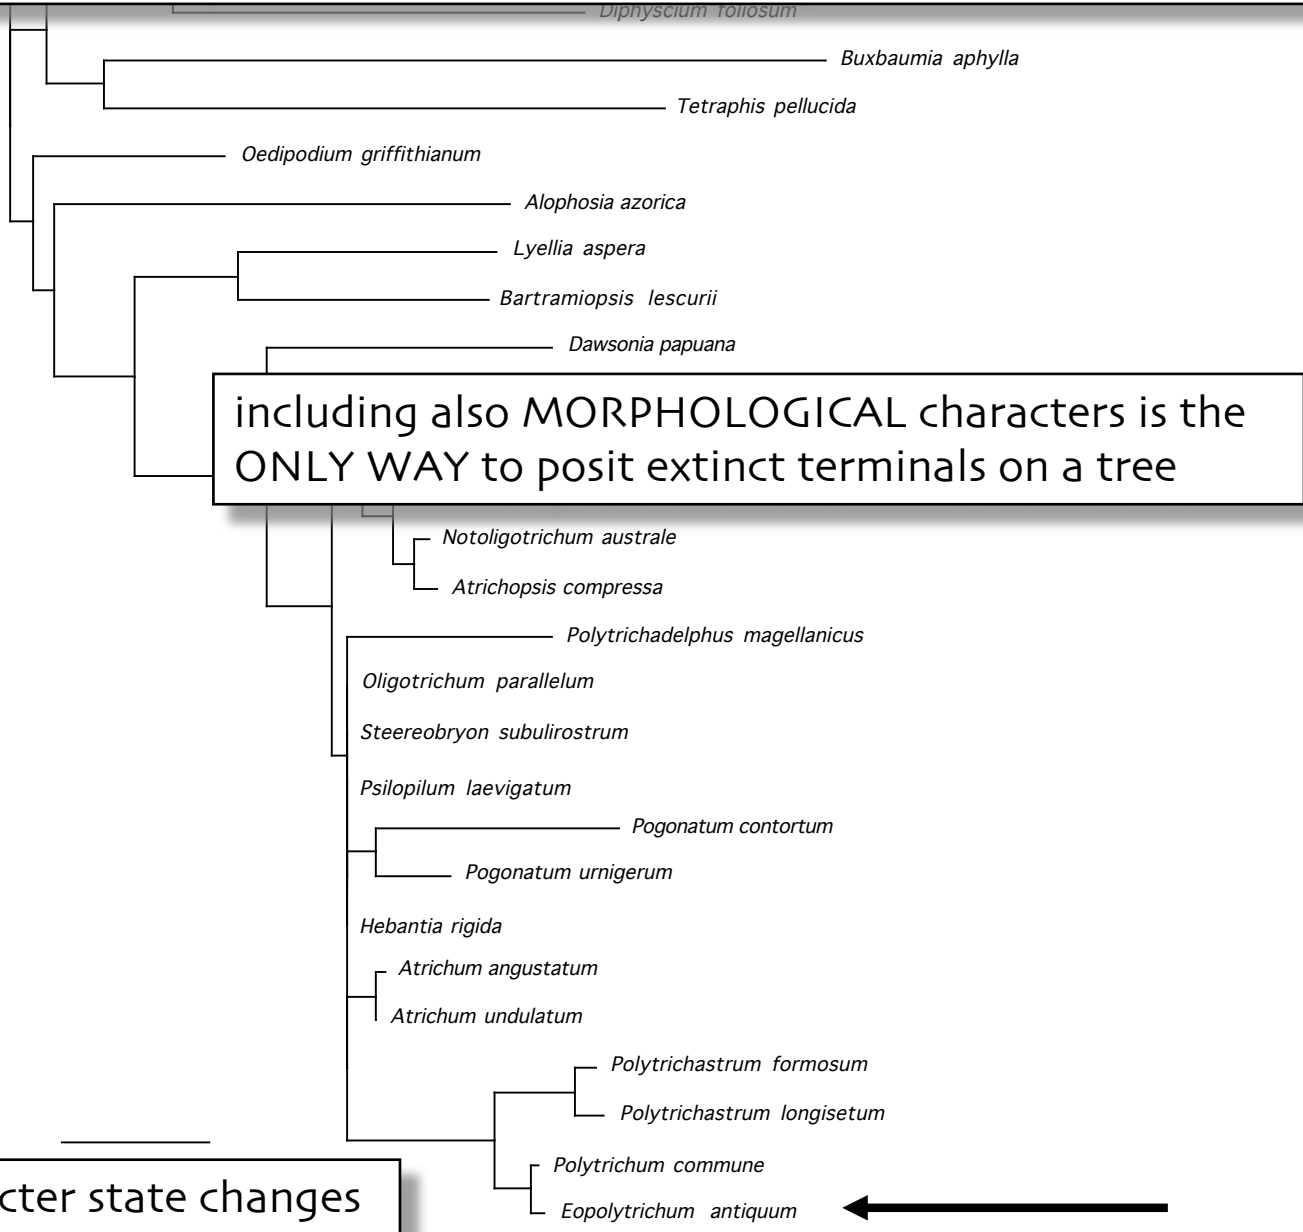 Diphyscium foliosum
Buxbaumia aphylla
Tetraphis pellucida
Oedipodium griffithianum
Alophosia azorica
Lyellia aspera
Bartramiopsis lescurii
Dawsonia papuana
including also MORPHOLOGICAL characters is the
ONLY WAY to posit extinct terminals on a tree
Notoligotrichum australe
Atrichopsis compressa
Polytrichadelphus magellanicus
Oligotrichum parallelum
Steereobryon subulirostrum
Psilopilum laevigatum
Pogonatum contortum
Pogonatum urnigerum
Hebantia rigida
Atrichum angustatum
Atrichum undulatum
Polytrichastrum formosum
Polytrichastrum longisetum
Polytrichum commune
cter state changes
Eopolytrichum antiquum